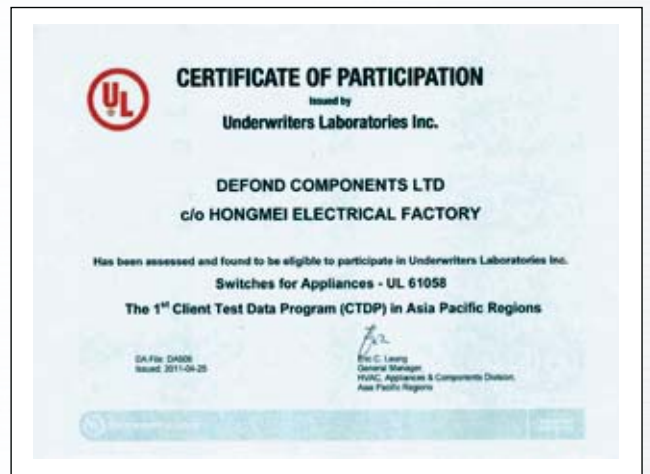 UL
CERTIFICATE OF PARTICIPATION
Issued by
Underwriters Laboratories Inc.
DEFOND COMPONENTS LTD
c/o HONGMEI ELECTRICAL FACTORY
Has been assessed and found to be eligible to participate in Underwriters Laboratories Inc.
Switches for Appliances - UL 61058
The 1st Client Test Data Program (CTDP) in Asia Pacific Regions
DA File:
Issued: 2011-04-26
Eric C. Leung
General Manager
HVAC, Appliances & Components Division,
Asia Pacific Regions